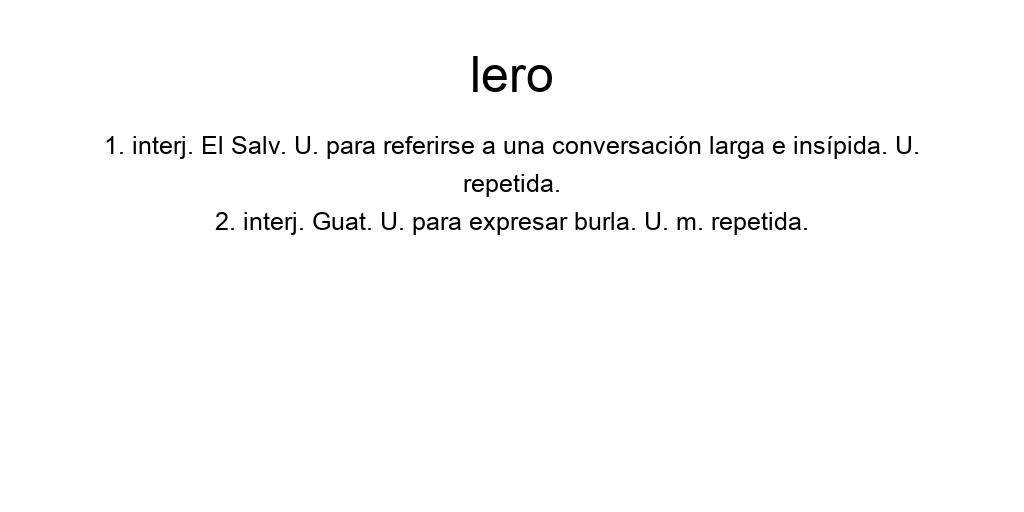 lero
1. interj. El Salv. U. para referirse a una conversación larga e insípida. U.
repetida.
2. interj. Guat. U. para expresar burla. U. m. repetida.